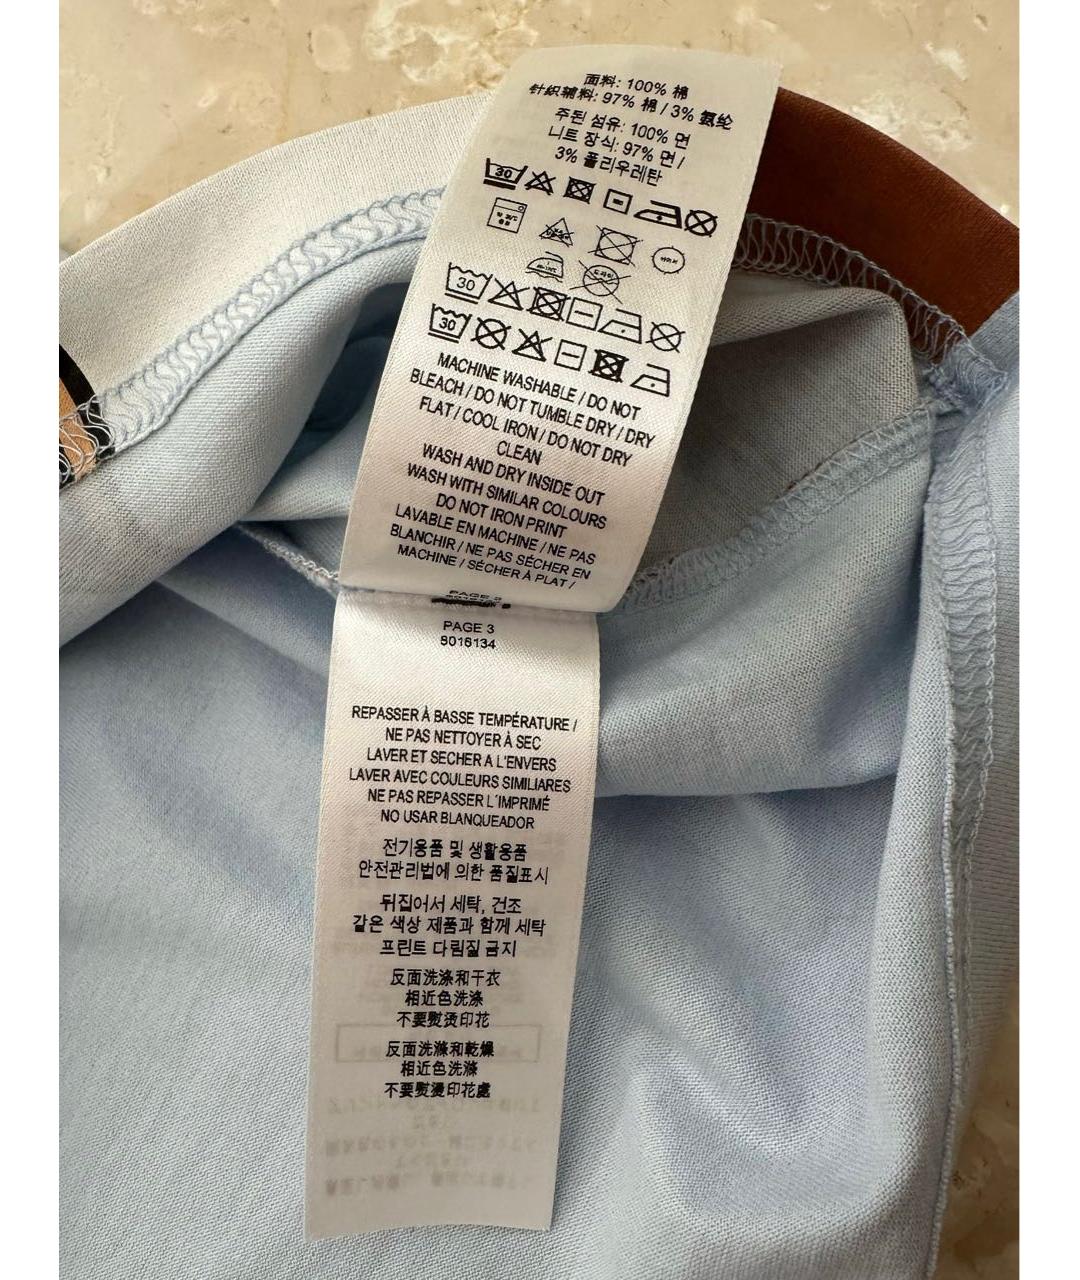 面料: 100% 棉
针织辅料: 97% 棉 / 3% 氨纶
주된 섬유: 100% 면
니트 장식: 97% 면 /
3% 폴리우레탄
30
30
30
MACHINE WASHABLE / DO NOT
BLEACH / DO NOT TUMBLE DRY / DRY
FLAT / COOL IRON / DO NOT DRY
CLEAN
WASH AND DRY INSIDE OUT
WASH WITH SIMILAR COLOURS
DO NOT IRON PRINT
LAVABLE EN MACHINE / NE PAS
BLANCHIR / NE PAS SÉCHER EN
MACHINE / SÉCHER À PLAT /
PAGE 3
8016134
REPASSER À BASSE TEMPÉRATURE /
NE PAS NETTOYER À SEC
LAVER ET SECHER A L'ENVERS
LAVER AVEC COULEURS SIMILIARES
NE PAS REPASSER L'IMPRIMÉ
NO USAR BLANQUEADOR
전기용품 및 생활용품
안전관리법에 의한 품질표시
뒤집어서 세탁, 건조
같은 색상 제품과 함께 세탁
프린트 다림질 금지
反面洗涤和干衣
相近色洗涤
不要熨烫印花
反面洗滌和乾燥
相近色洗滌
不要熨燙印花處